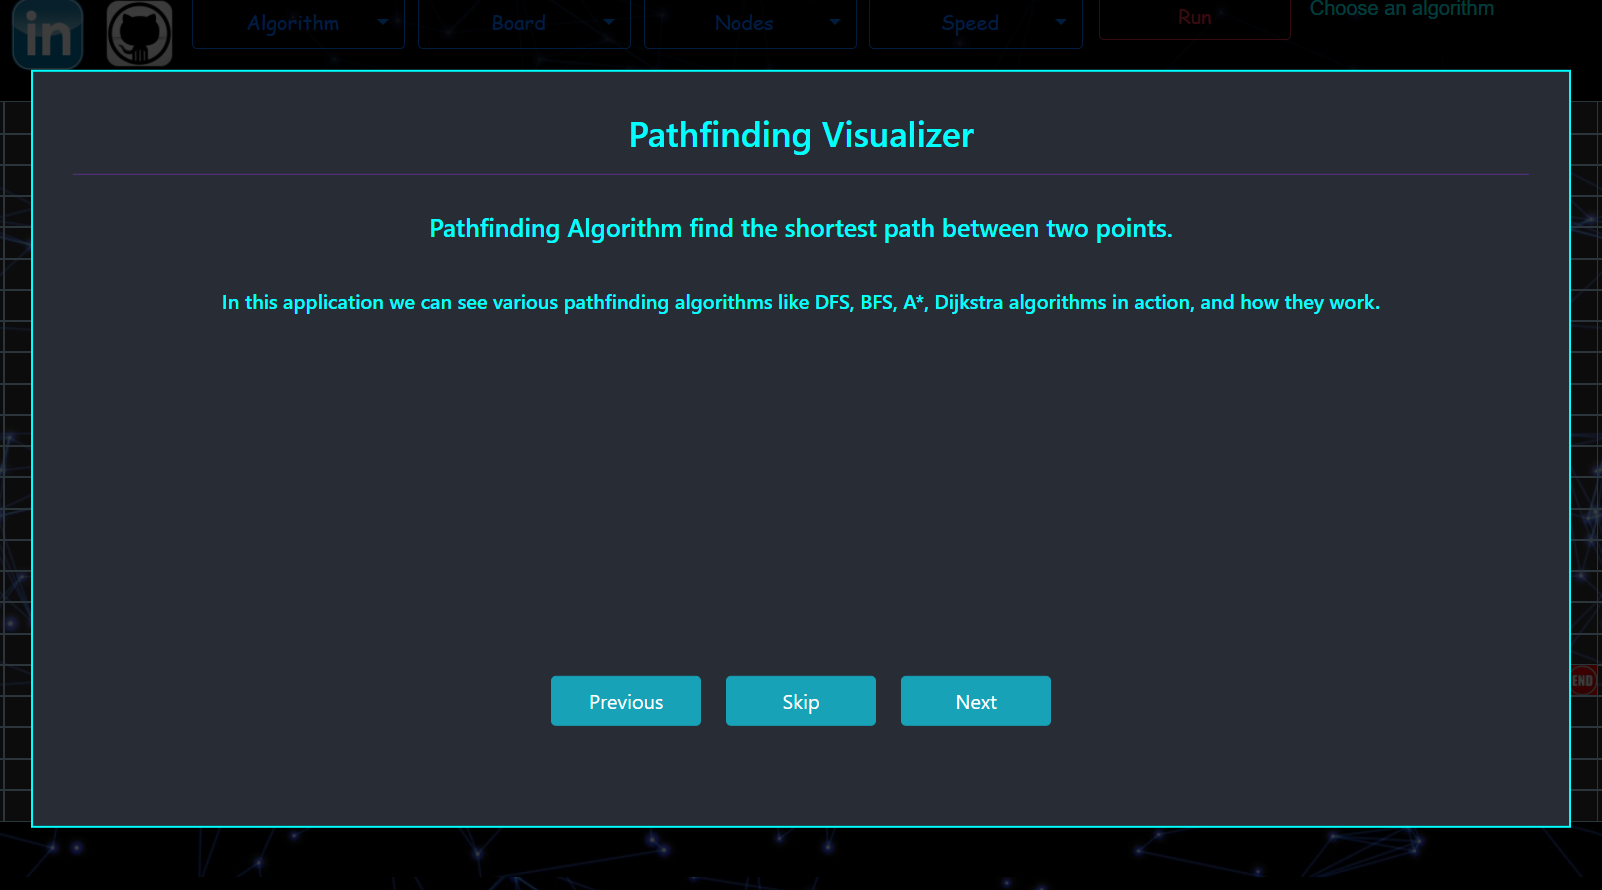 in
Algorithm
Board
Nodes
Speed
Run
Choose an algorithm
Pathfinding Visualizer
Pathfinding Algorithm find the shortest path between two points.
In this application we can see various pathfinding algorithms like DFS, BFS, A*, Dijkstra algorithms in action, and how they work.
END
Previous
Skip
Next